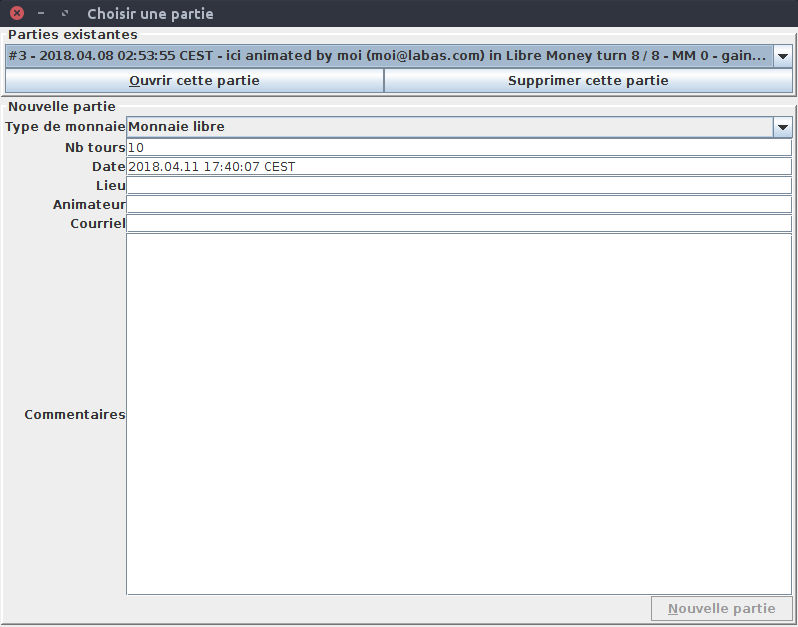 Choisir une partie
Parties existantes
#3 - 2018.04.08 02:53:55 CEST - ici animated by moi (moi@labas.com) in Libre Money turn 8 / 8 - MM 0 - gain...
Ouvrir cette partie Supprimer cette partie
Nouvelle partie
Type de monnaie Monnaie libre
Nb tours 10
Date 2018.04.11 17:40:07 CEST
Lieu
Animateur
Courriel
Commentaires
Nouvelle partie